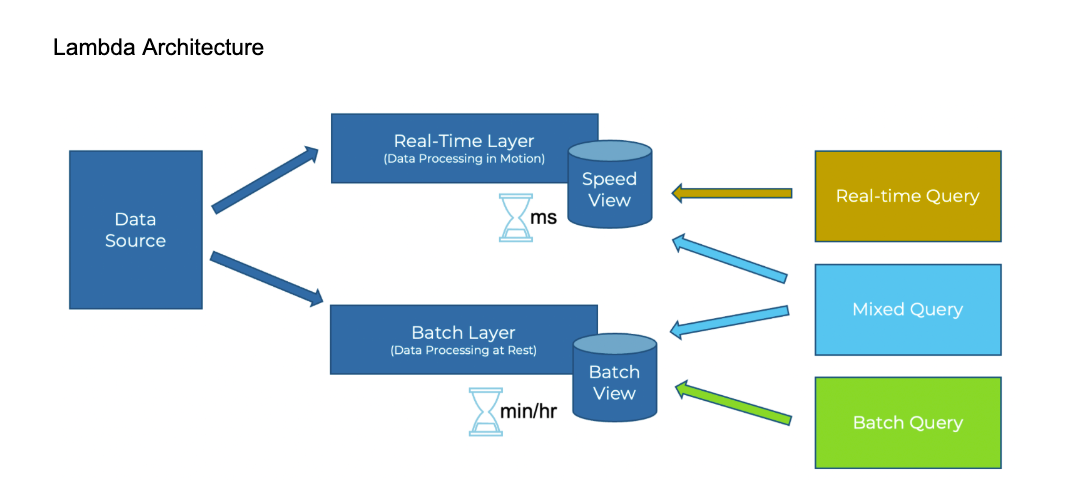 Lambda Architecture
Data
Source
Real-Time Layer
(Data Processing in Motion)
Speed
View
ms
Batch Layer
(Data Processing at Rest)
Batch
View
min/hr
Real-time Query
Mixed Query
Batch Query